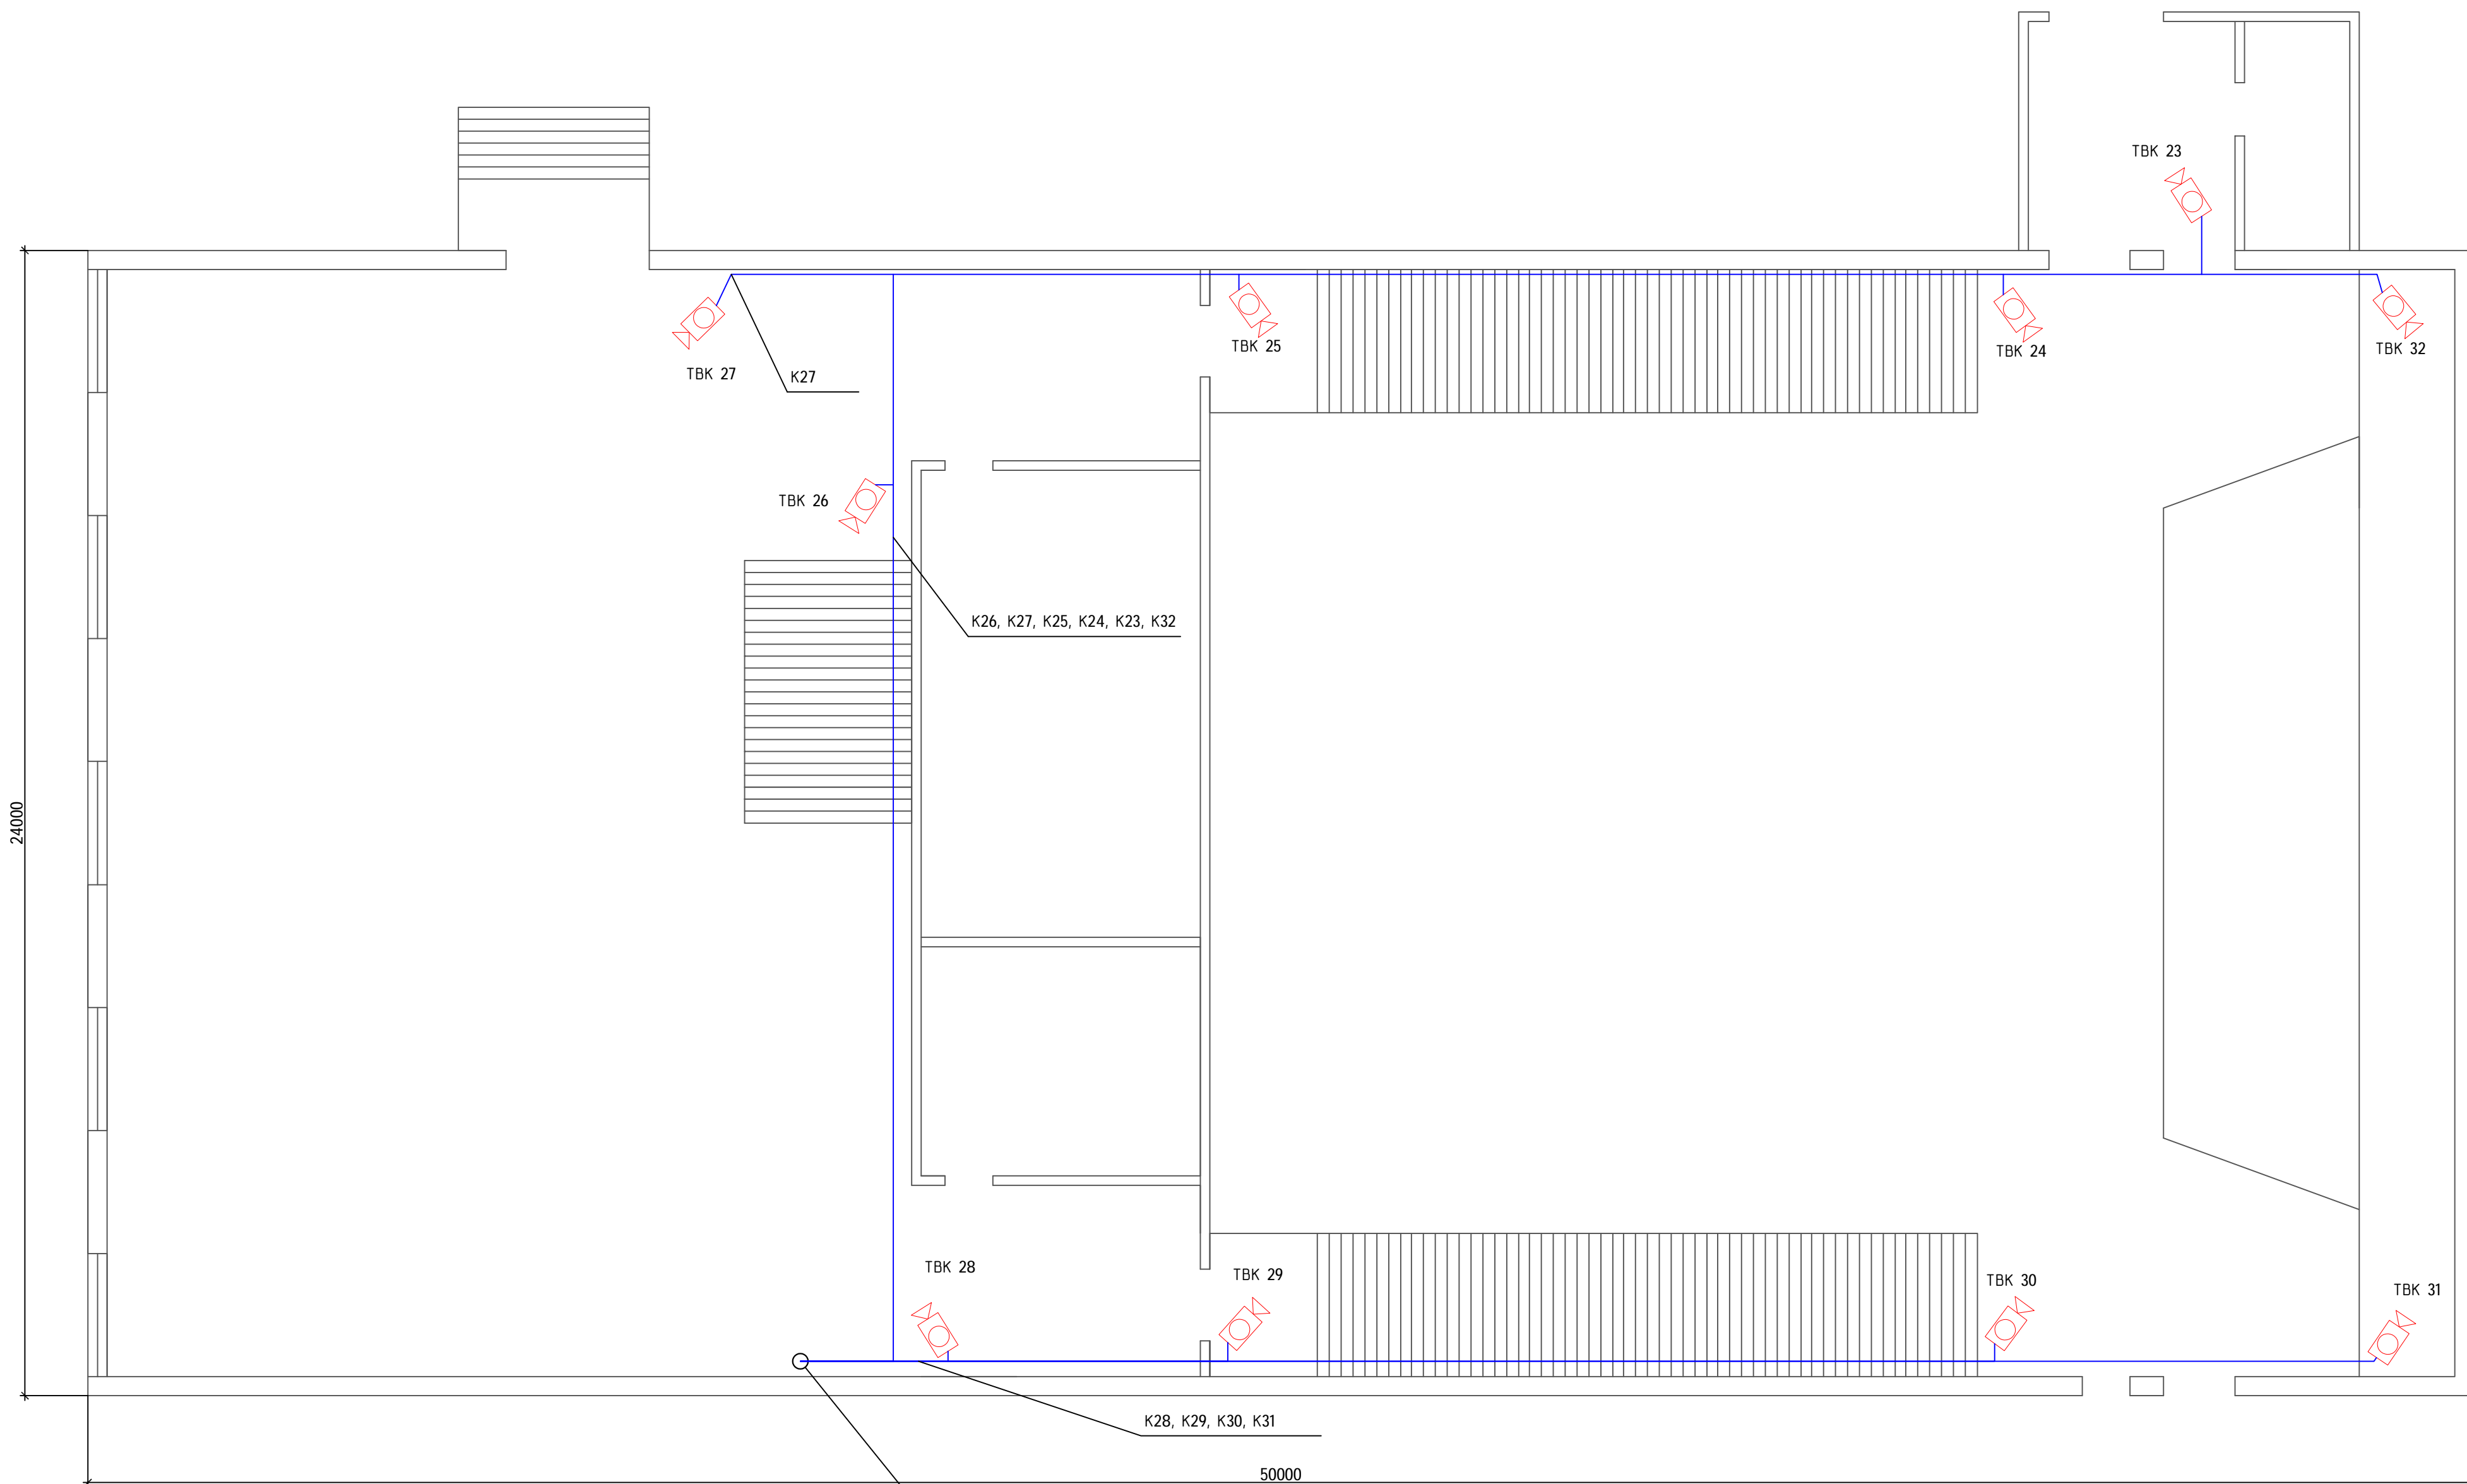 ТВК 23
ТВК 25
ТВК 24
ТВК 32
ТВК 27
К27
ТВК 26
К26, К27, К25, К24, К23, К32
24000
ТВК 28
ТВК 29
ТВК 30
ТВК 31
К28, К29, К30, К31
50000